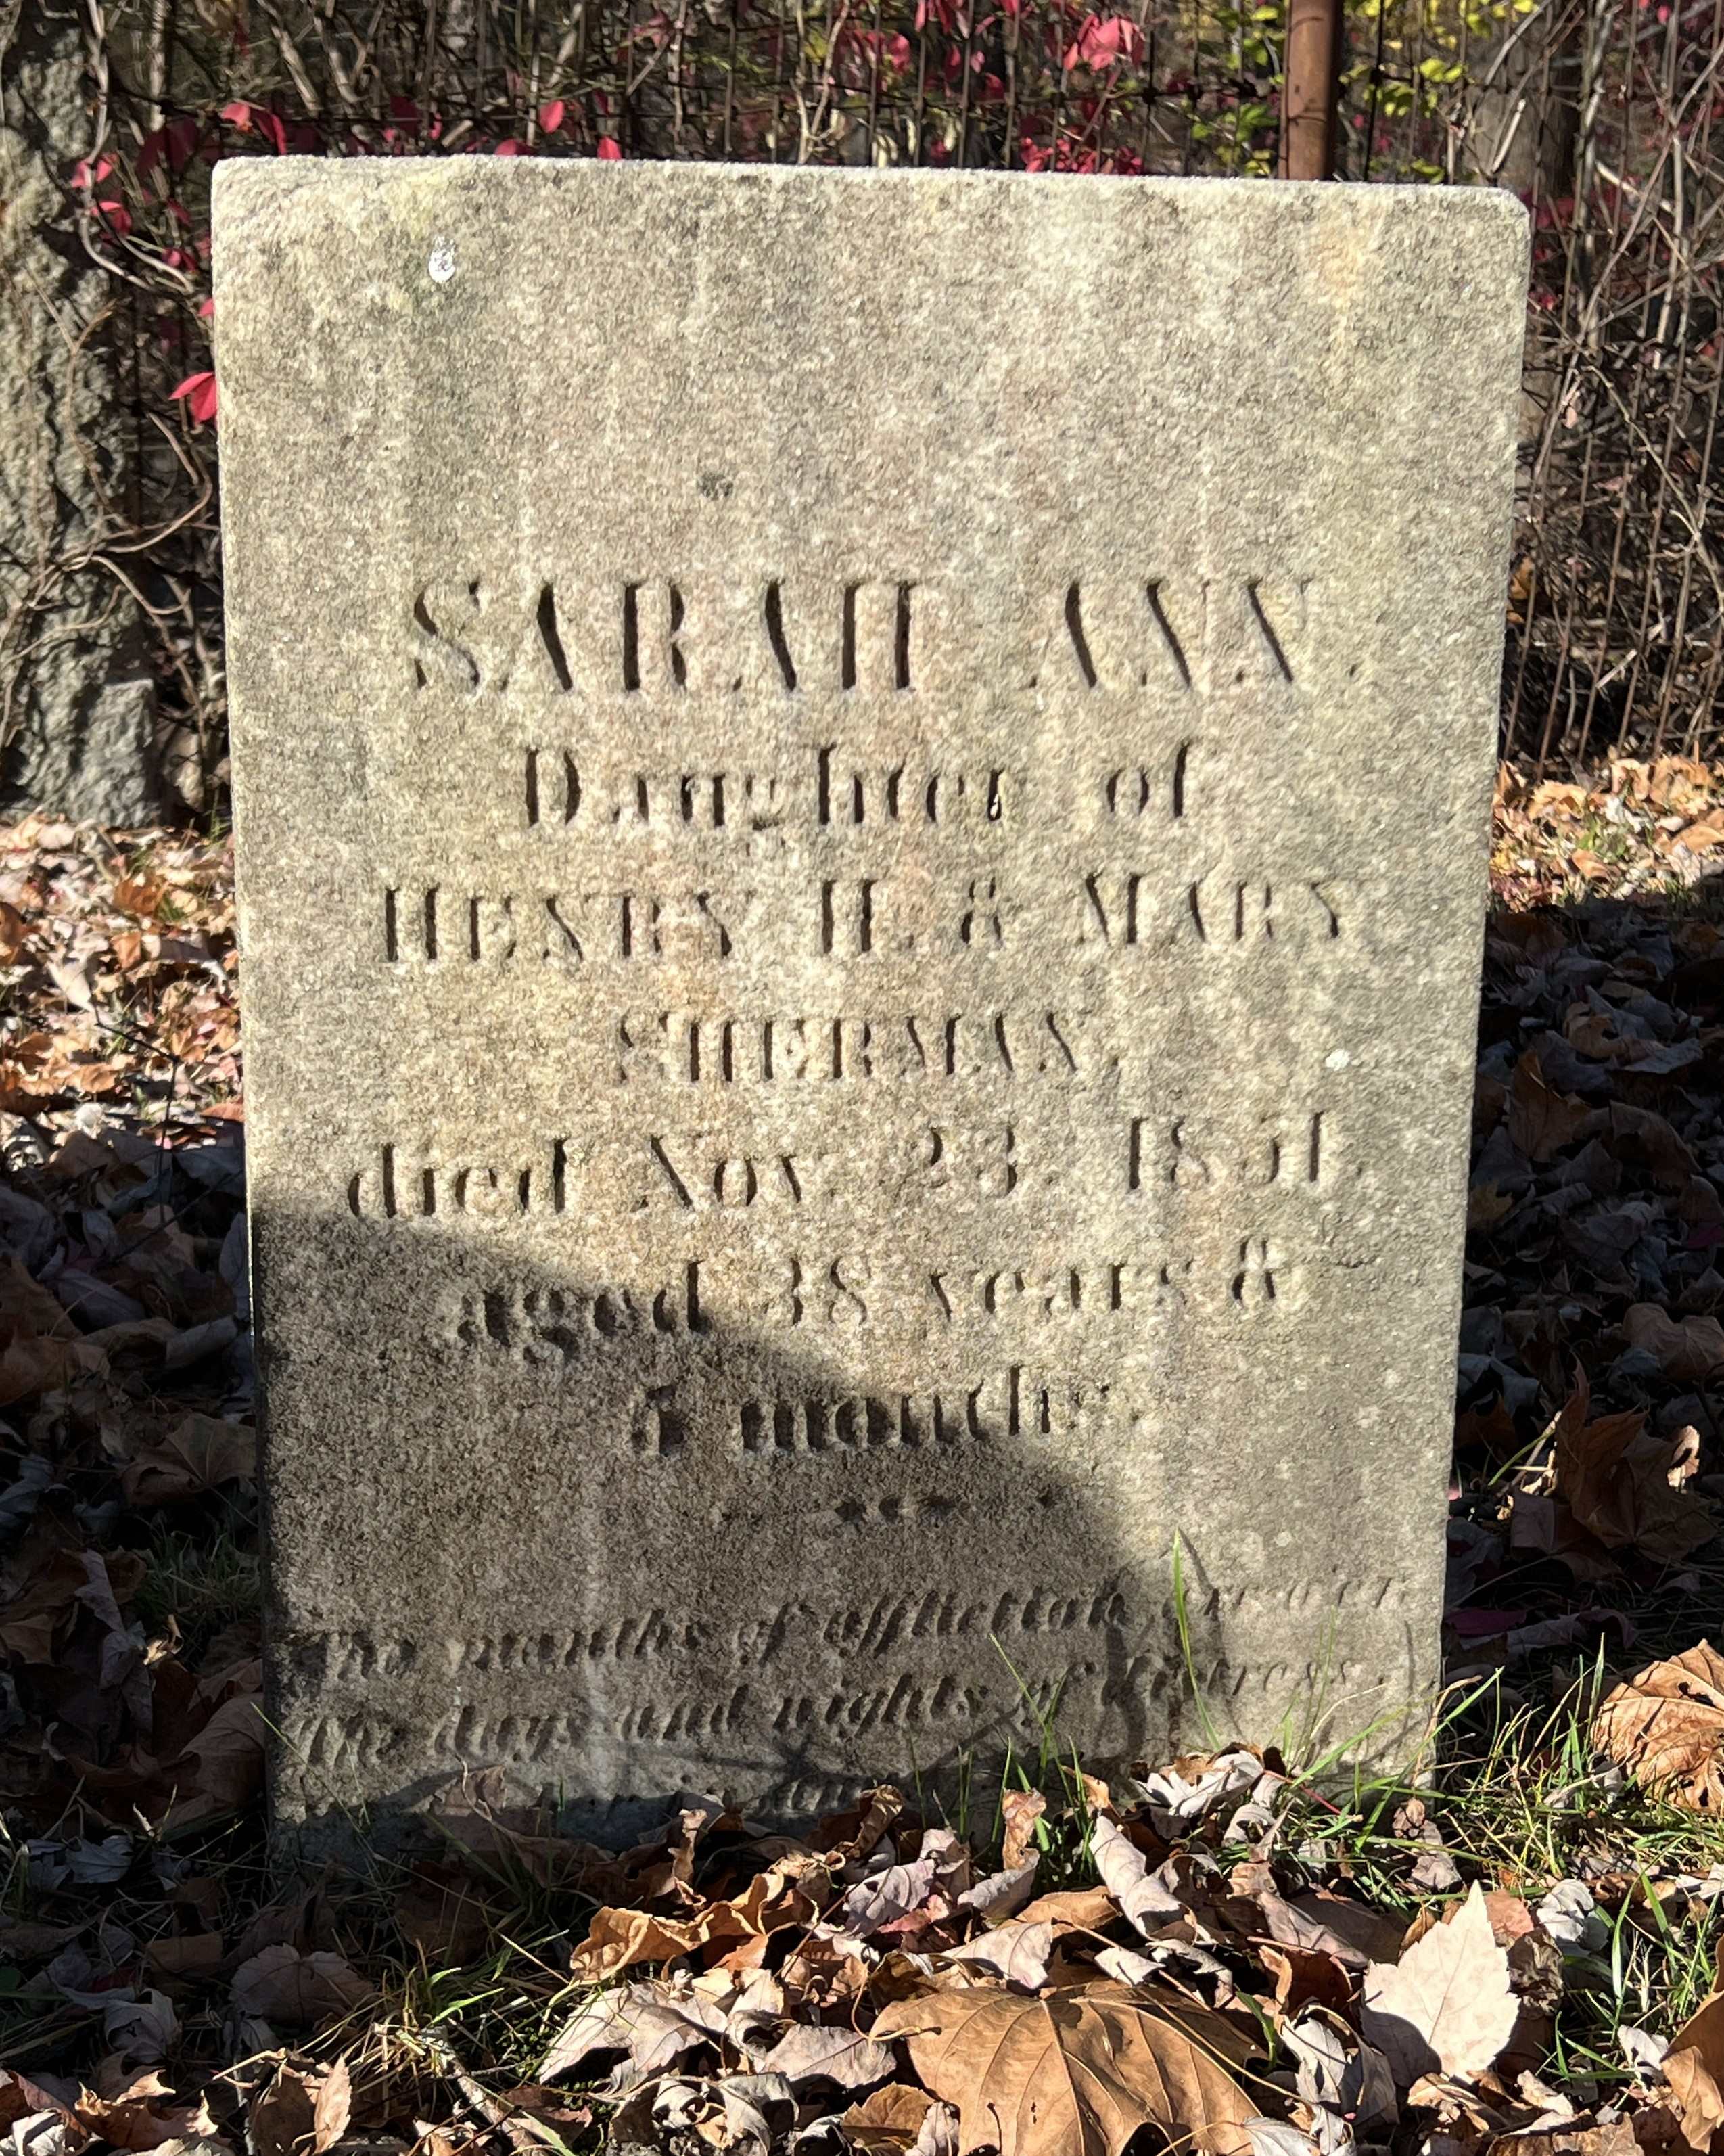 SARAH ANN.
Daughter of
HENRY H. & MARY
SHERMAN,
died Nov. 23, 1851,
aged 38 years &
5 months.
The months of affliction are o'er
The days and nights of distress,